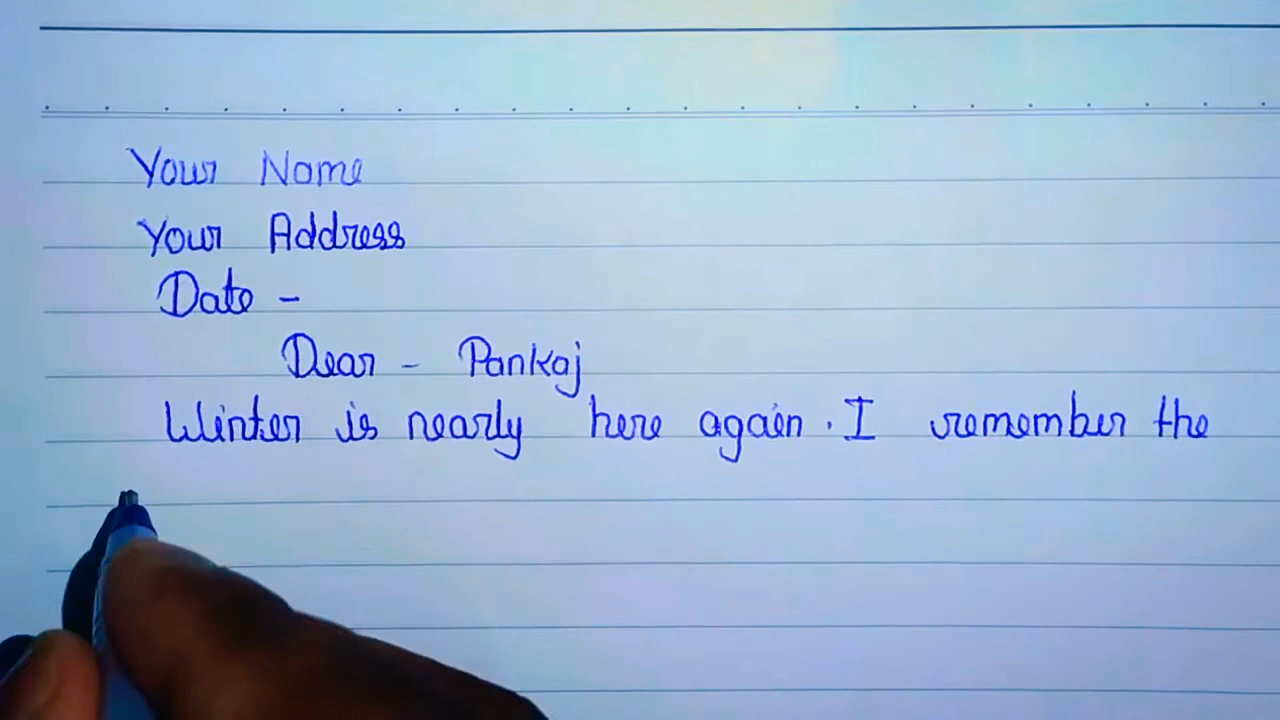 Your Name
Your Address
Date -
Dear - Pankaj
Winter is nearly here again. I remember the